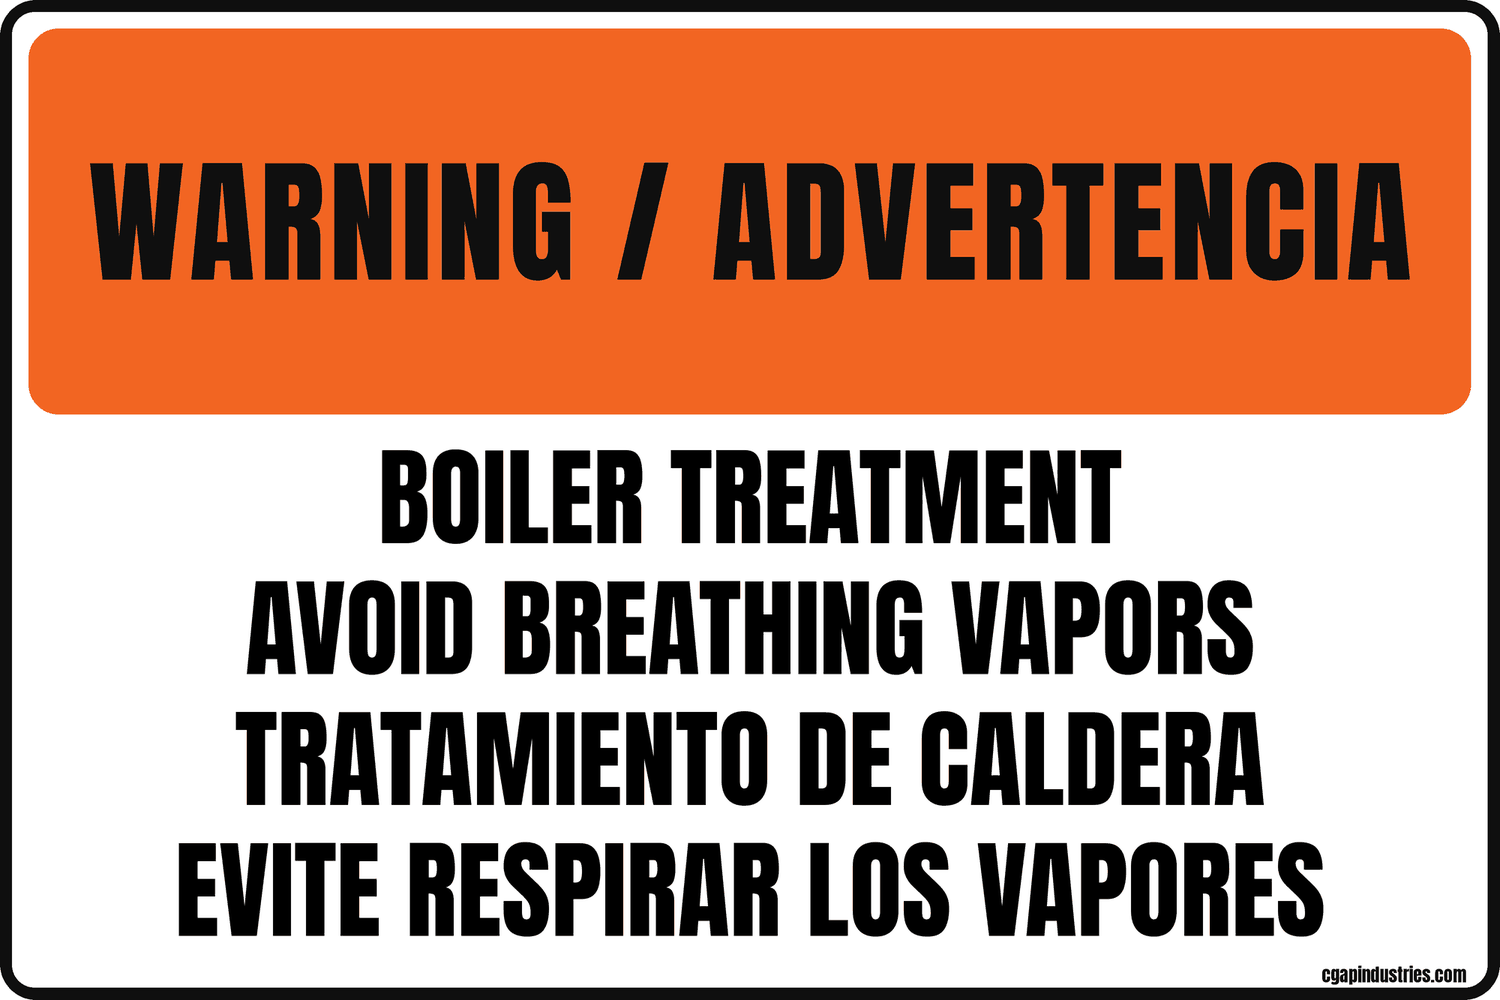 WARNING / ADVERTENCIA
BOILER TREATMENT
AVOID BREATHING VAPORS
TRATAMIENTO DE CALDERA
EVITE RESPIRAR LOS VAPORES
cgapindustries.com